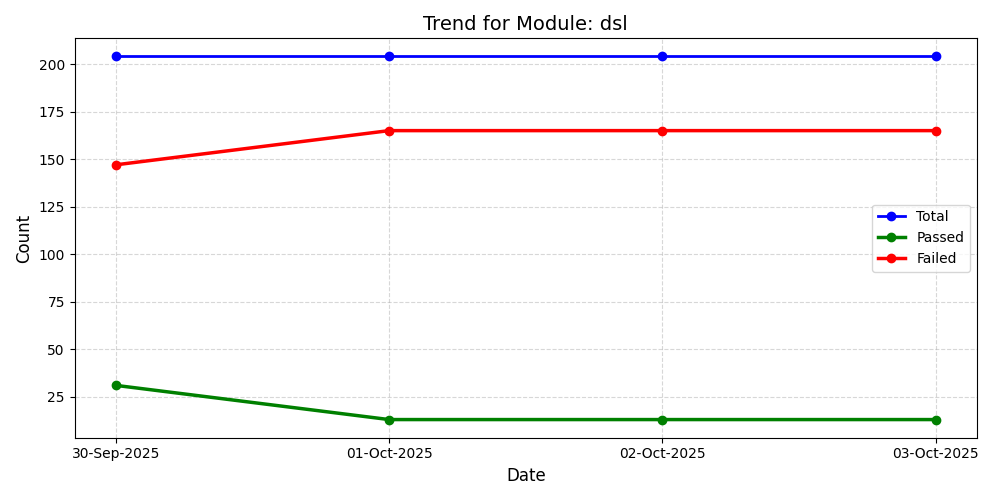 Trend for Module: dsl
Count
200
175
150
125
100
75
50
25
Total
Passed
Failed
30-Sep-2025
01-Oct-2025
02-Oct-2025
03-Oct-2025
Date